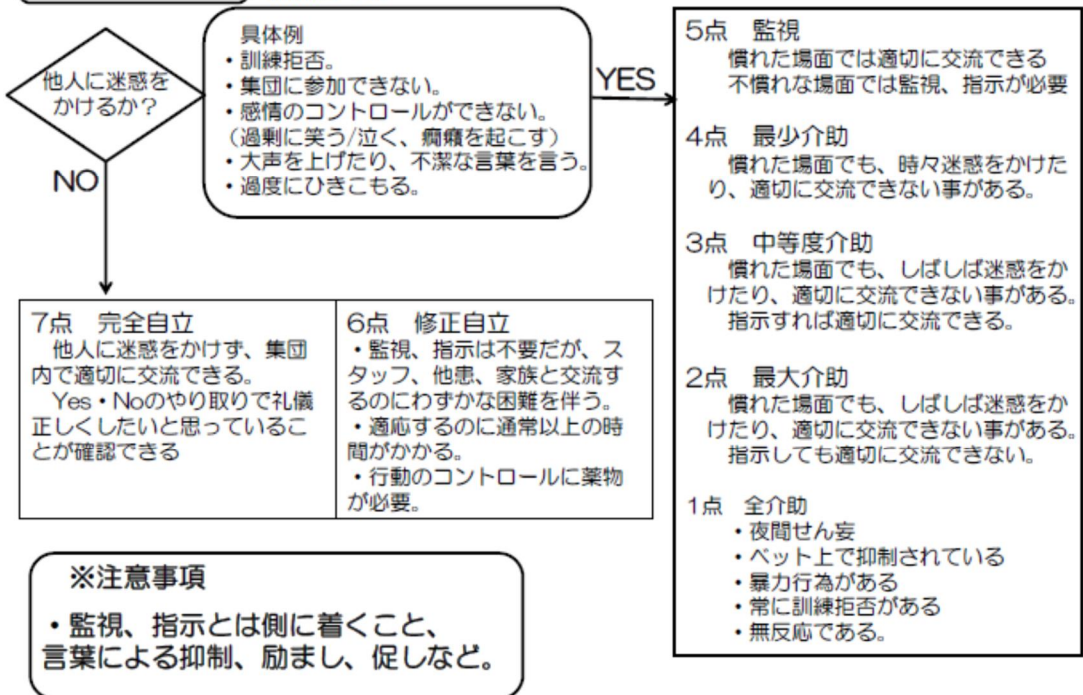 他人に迷惑を
かけるか？
具体例
・訓練拒否。
・集団に参加できない。
・感情のコントロールができない。
（過剰に笑う/泣く、癇癪を起こす）
・大声を上げたり、不潔な言葉を言う。
・過度にひきこもる。
YES
NO
7点　完全自立
他人に迷惑をかけず、集団
内で適切に交流できる。
Yes・Noのやり取りで礼儀
正しくしたいと思っているこ
とが確認できる
6点　修正自立
・監視、指示は不要だが、ス
タッフ、他患、家族と交流す
るのにわずかな困難を伴う。
・適応するのに通常以上の時
間がかかる。
・行動のコントロールに薬物
が必要。
5点　監視
慣れた場面では適切に交流できる
不慣れな場面では監視、指示が必要
4点　最少介助
慣れた場面でも、時々迷惑をかけた
り、適切に交流できない事がある。
3点　中等度介助
慣れた場面でも、しばしば迷惑をか
けたり、適切に交流できない事がある。
指示すれば適切に交流できる。
2点　最大介助
慣れた場面でも、しばしば迷惑をか
けたり、適切に交流できない事がある。
指示しても適切に交流できない。
1点　全介助
・夜間せん妄
・ベット上で抑制されている
・暴力行為がある
・常に訓練拒否がある
・無反応である。
※注意事項
・監視、指示とは側に着くこと、
言葉による抑制、励まし、促しなど。